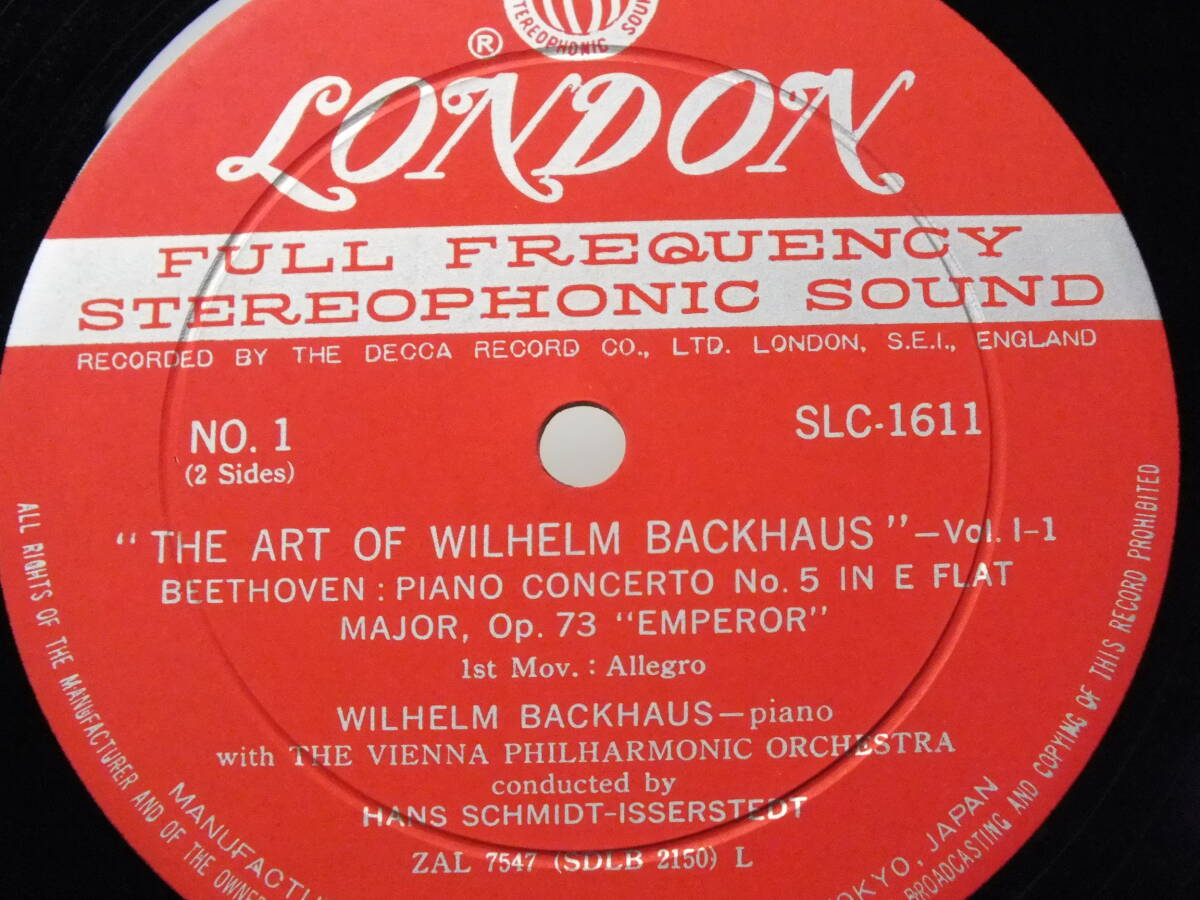 STEREOPHONIC SOUN
®
LONDON
FULL FREQUENCY
STEREOPHONIC SOUND
RECORDED BY THE DECCA RECORD CO., LTD. LONDON, S.E.I., ENGLAND
NO. 1
(2 Sides)
SLC-1611
"THE ART OF WILHELM BACKHAUS"—Vol. I-1
BEETHOVEN : PIANO CONCERTO No. 5 IN E FLAT
MAJOR, Op. 73 "EMPEROR"
1st Mov. : Allegro
WILHELM BACKHAUS—piano
with THE VIENNA PHILHARMONIC ORCHESTRA
conducted by
HANS SCHMIDT-ISSERSTEDT
ZAL 7547 (SDLB 2150) L
ALL RIGHTS OF THE MANUFACTURER AND OF THE OWNE
MANUFACTU
OKYO, JAPAN
BROADCASTING AND COPYING OF THIS RECORD PROHIBITED